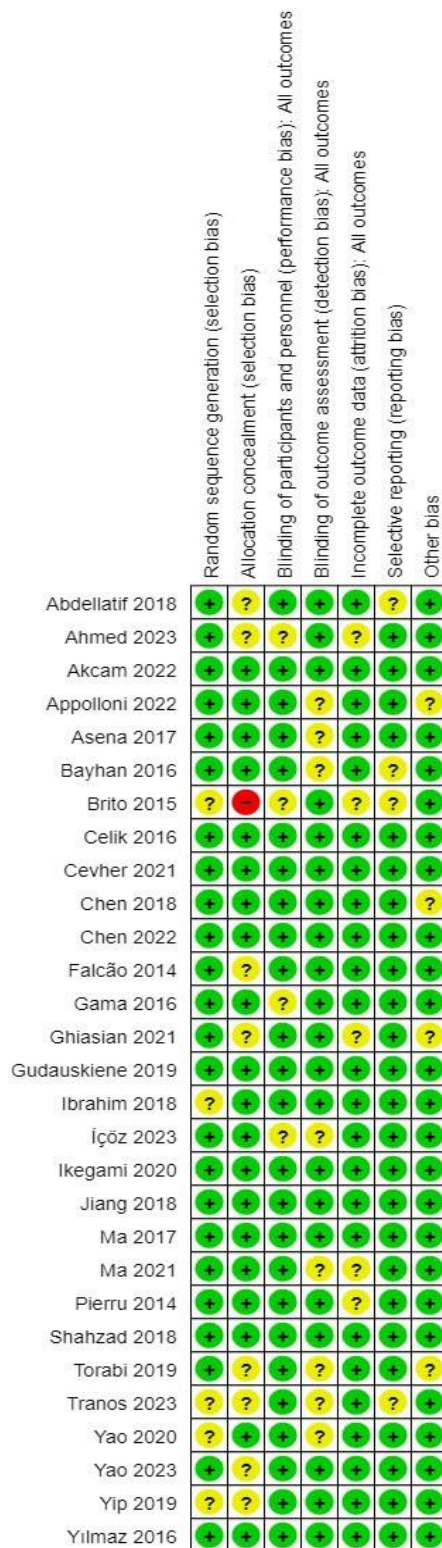 Random sequence generation (selection bias)
Allocation concealment (selection bias)
Blinding of participants and personnel (performance bias): All outcomes
Blinding of outcome assessment (detection bias): All outcomes
Incomplete outcome data (attrition bias): All outcomes
Selective reporting (reporting bias)
Other bias
Abdellatif 2018 + ? + + + ? +
Ahmed 2023 + ? ? + ? + +
Akcam 2022 + + + + + + +
Appolloni 2022 + + + ? + + ?
Asena 2017 + + + ? + + +
Bayhan 2016 + + + ? + ? +
Brito 2015 ? − ? + ? ? +
Celik 2016 + + + + + + +
Cevher 2021 + + + + + + +
Chen 2018 + + + + + + ?
Chen 2022 + + + + + + +
Falcão 2014 + ? + + + + +
Gama 2016 + + ? + + + +
Ghiasian 2021 + ? + + ? + ?
Gudauskiene 2019 + + + + + + +
Ibrahim 2018 ? + + + + + +
Íçöz 2023 + + ? ? + + +
Ikegami 2020 + + + + + + +
Jiang 2018 + + + + + + +
Ma 2017 + + + + + + +
Ma 2021 + + + ? ? + +
Pierru 2014 + + + + ? + +
Shahzad 2018 + + + + + + +
Torabi 2019 + ? + ? + + ?
Tranos 2023 ? ? + ? + ? +
Yao 2020 ? + + ? + + +
Yao 2023 + ? + + + + +
Yip 2019 ? ? + + + + +
Yılmaz 2016 + + + + + + +